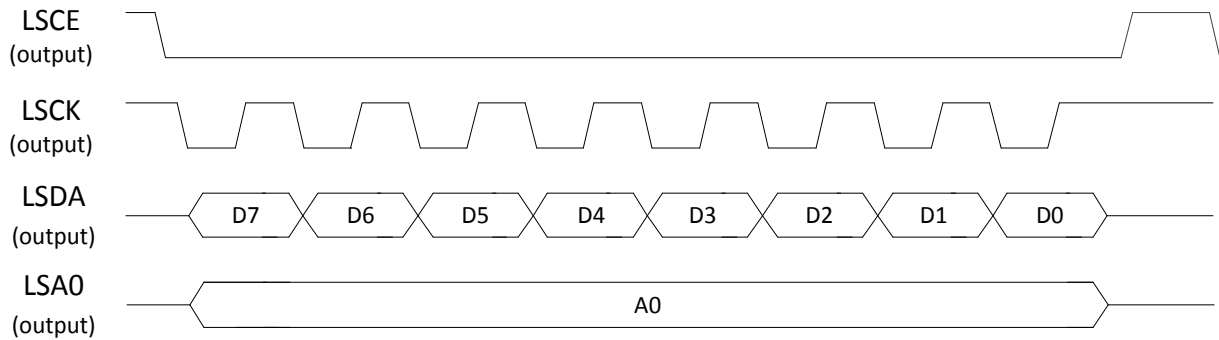 LSCE
(output)
LSCK
(output)
LSDA
(output)
D7 D6 D5 D4 D3 D2 D1 D0
LSA0
(output)
A0